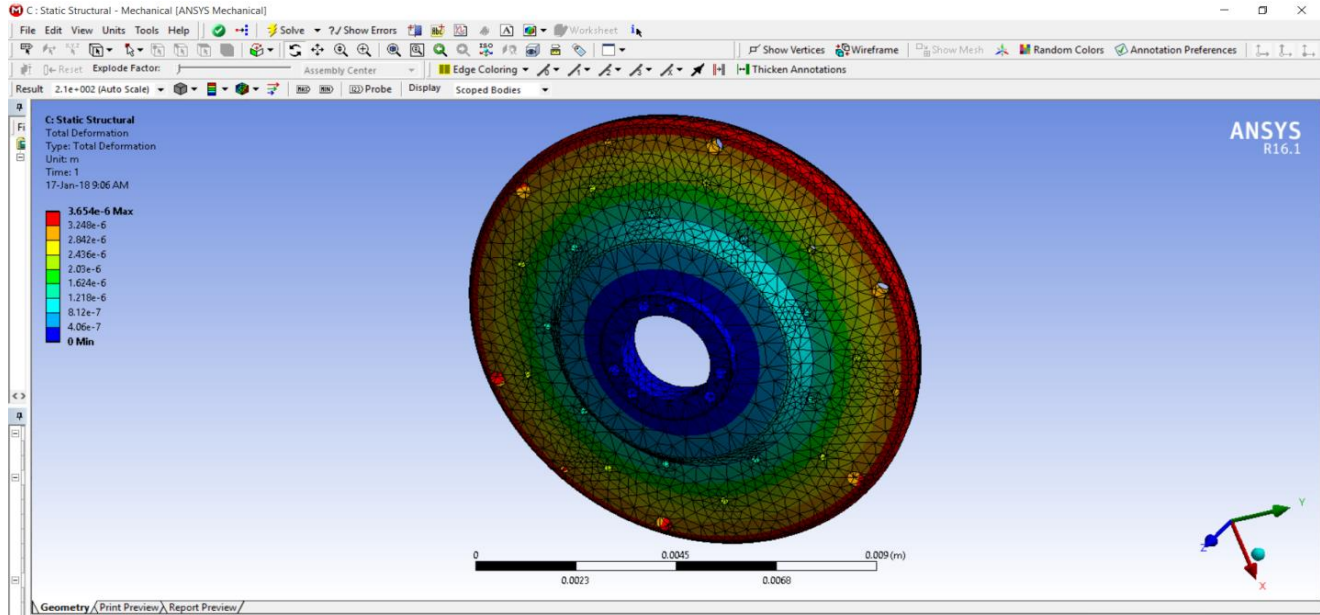 C : Static Structural - Mechanical [ANSYS Mechanical]
File Edit View Units Tools Help Solve ?/ Show Errors A Worksheet i
ISO Show Vertices Wireframe Show Mesh Random Colors Annotation Preferences
Reset Explode Factor: Assembly Center Edge Coloring Thicken Annotations
Result 2.1e+002 (Auto Scale) MAX MIN Probe Display Scoped Bodies
Fi
C: Static Structural
Total Deformation
Type: Total Deformation
Unit: m
Time: 1
17-Jan-18 9:06 AM
3.654e-6 Max
3.248e-6
2.842e-6
2.436e-6
2.03e-6
1.624e-6
1.218e-6
8.12e-7
4.06e-7
0 Min
ANSYS
R16.1
0 0.0045 0.009 (m)
0.0023 0.0068
Y
Z
X
Geometry Print Preview Report Preview